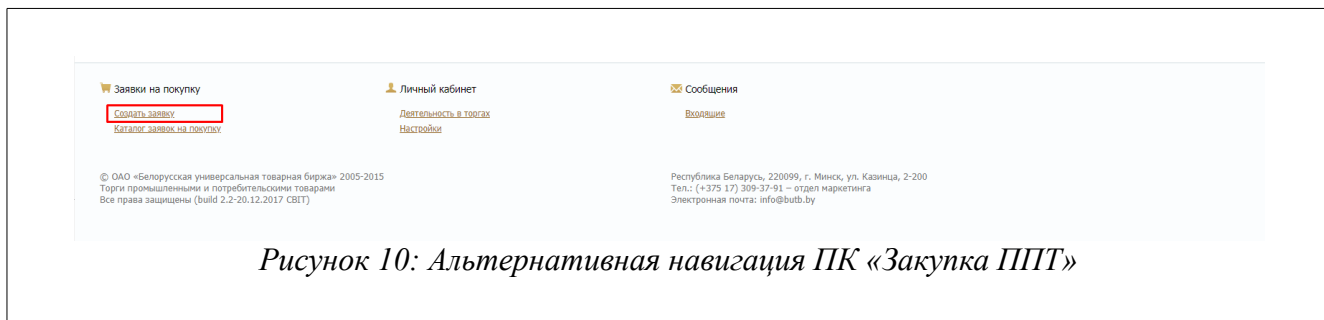 Заявки на покупку
Создать заявку
Каталог заявок на покупку
Личный кабинет
Деятельность в торгах
Настройки
Сообщения
Входящие
© ОАО «Белорусская универсальная товарная биржа» 2005-2015
Торги промышленными и потребительскими товарами
Все права защищены (build 2.2-20.12.2017 СВIT)
Республика Беларусь, 220099, г. Минск, ул. Казинца, 2-200
Тел.: (+375 17) 309-37-91 – отдел маркетинга
Электронная почта: info@butb.by
Рисунок 10: Альтернативная навигация ПК «Закупка ППТ»